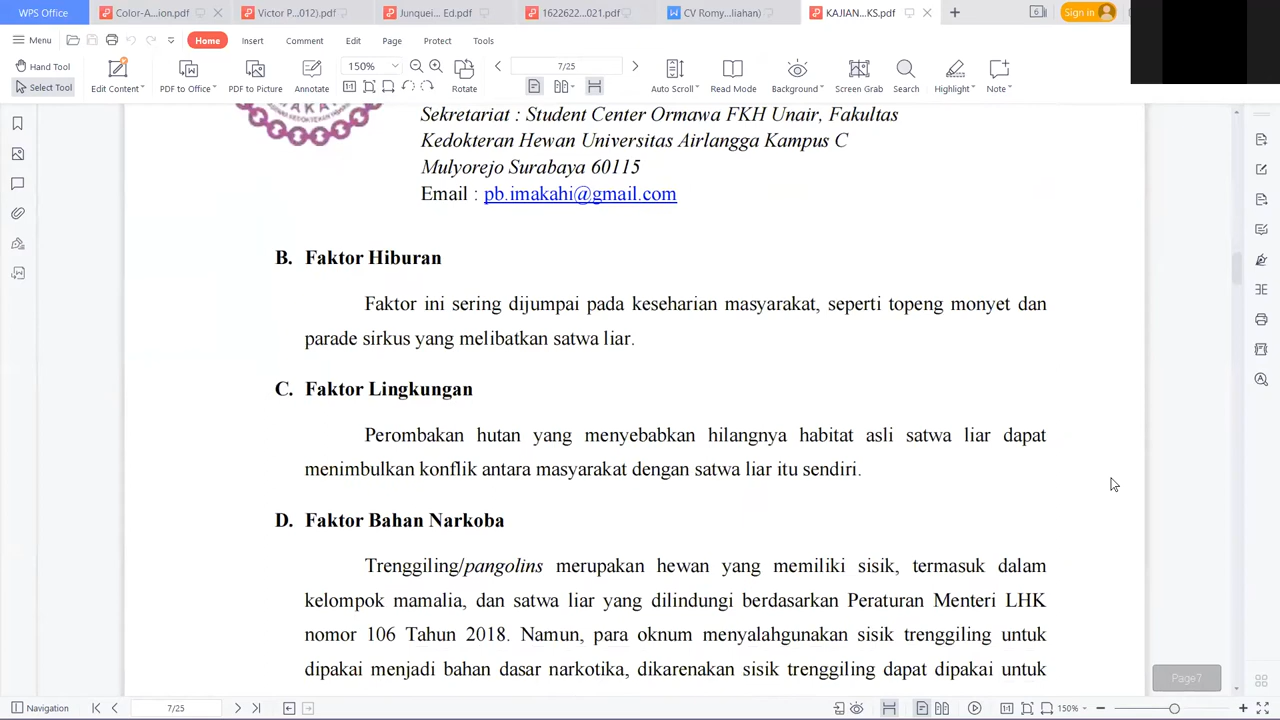 WPS Office
Color-A...ion.pdf
Victor P...012).pdf
Junquei... Ed.pdf
1622622...021.pdf
CV Romy...liahan)
KAJIAN...KS.pdf
6
Sign in
Menu
Home
Insert
Comment
Edit
Page
Protect
Tools
Hand Tool
Select Tool
Edit Content
PDF to Office
PDF to Picture
Annotate
150%
Rotate
7/25
Auto Scroll
Read Mode
Background
Screen Grab
Search
Highlight
Note
Sekretariat : Student Center Ormawa FKH Unair, Fakultas
Kedokteran Hewan Universitas Airlangga Kampus C
Mulyorejo Surabaya 60115
Email : pb.imakahi@gmail.com
B. Faktor Hiburan
Faktor ini sering dijumpai pada keseharian masyarakat, seperti topeng monyet dan
parade sirkus yang melibatkan satwa liar.
C. Faktor Lingkungan
Perombakan hutan yang menyebabkan hilangnya habitat asli satwa liar dapat
menimbulkan konflik antara masyarakat dengan satwa liar itu sendiri.
D. Faktor Bahan Narkoba
Trenggiling/pangolins merupakan hewan yang memiliki sisik, termasuk dalam
kelompok mamalia, dan satwa liar yang dilindungi berdasarkan Peraturan Menteri LHK
nomor 106 Tahun 2018. Namun, para oknum menyalahgunakan sisik trenggiling untuk
dipakai menjadi bahan dasar narkotika, dikarenakan sisik trenggiling dapat dipakai untuk
Page7
Navigation
7/25
150%